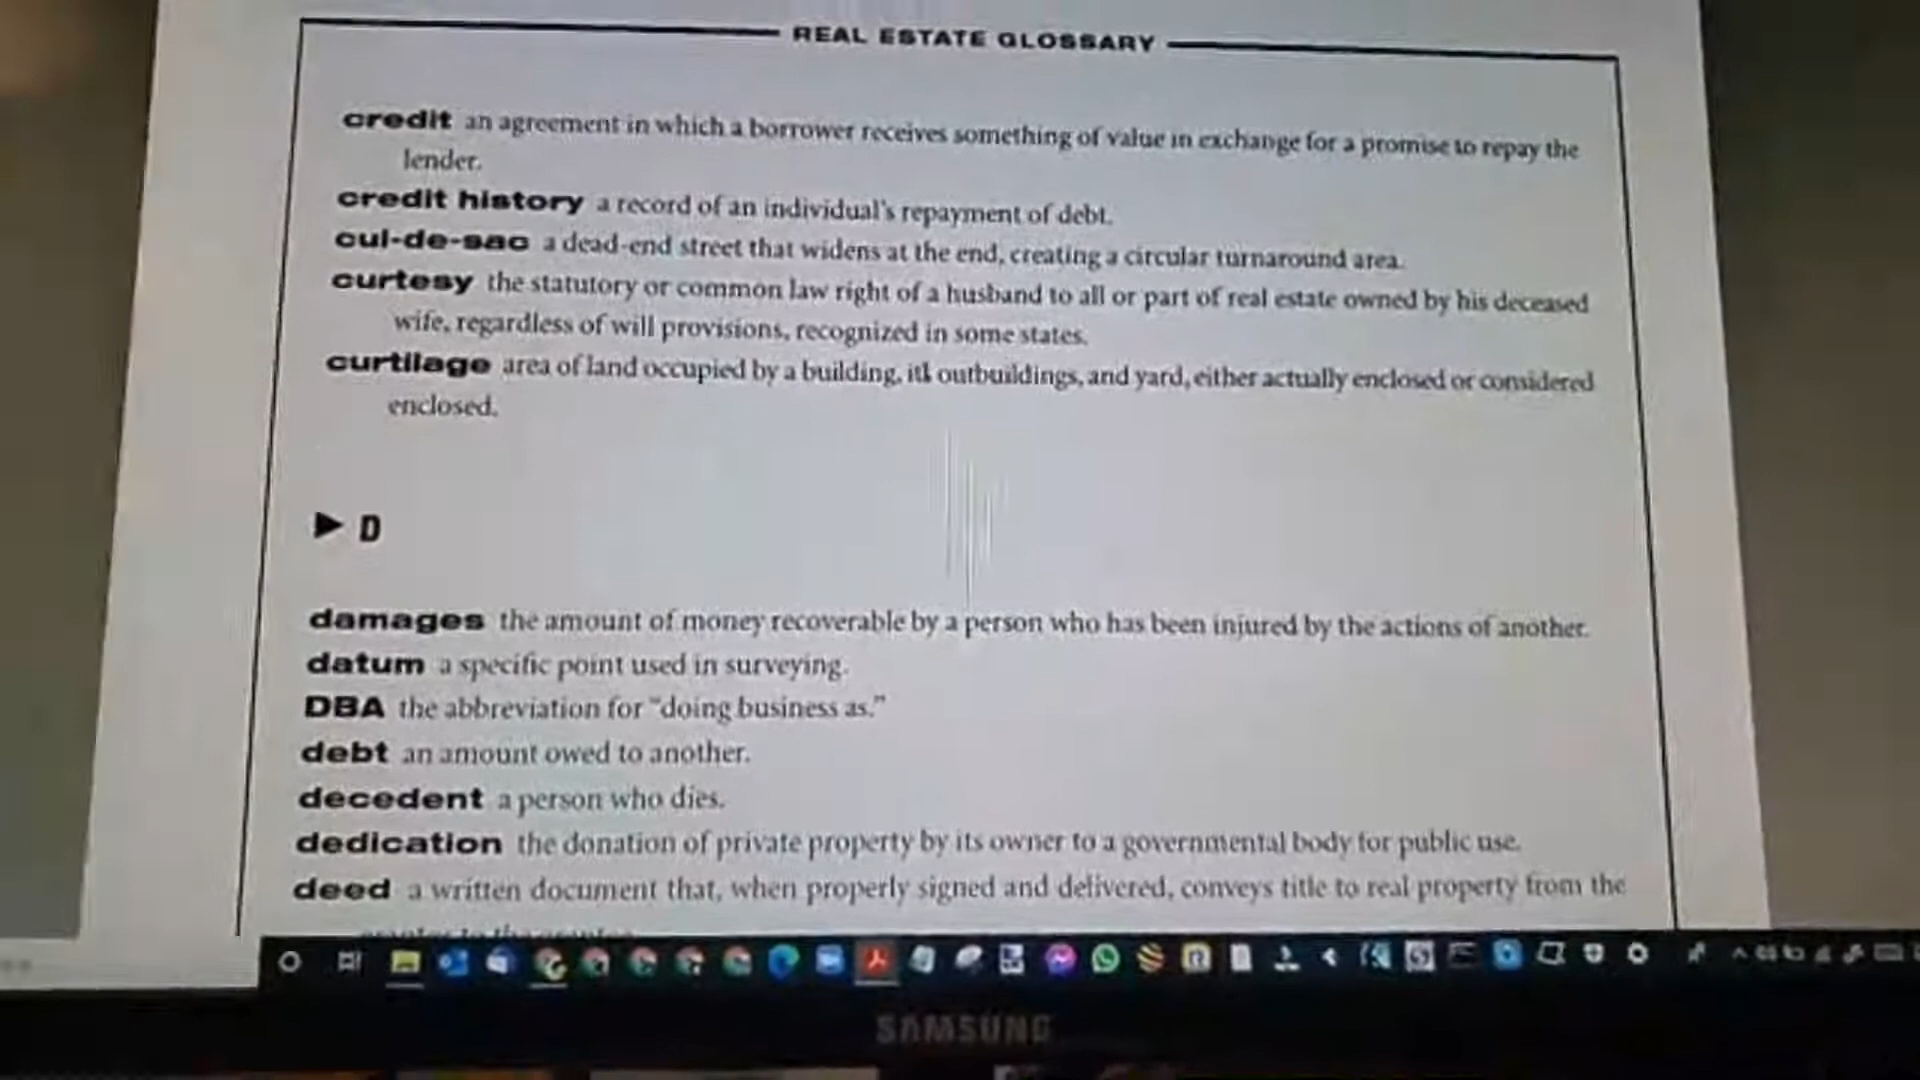 REAL ESTATE GLOSSARY
credit an agreement in which a borrower receives something of value in exchange for a promise to repay the
lender.
credit history a record of an individual's repayment of debt.
cul-de-sac a dead-end street that widens at the end, creating a circular turnaround area.
curtesy the statutory or common law right of a husband to all or part of real estate owned by his deceased
wife, regardless of will provisions, recognized in some states.
curtilage area of land occupied by a building, its outbuildings, and yard, either actually enclosed or considered
enclosed.
► D
damages the amount of money recoverable by a person who has been injured by the actions of another.
datum a specific point used in surveying.
DBA the abbreviation for "doing business as."
debt an amount owed to another.
decedent a person who dies.
dedication the donation of private property by its owner to a governmental body for public use.
deed a written document that, when properly signed and delivered, conveys title to real property from the
SAMSUNG